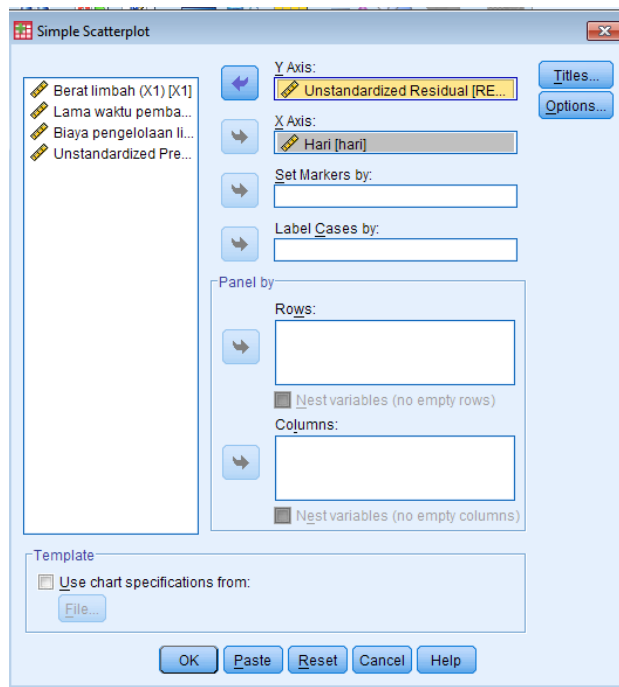 Simple Scatterplot
Berat limbah (X1) [X1]
Lama waktu pemba...
Biaya pengelolaan li...
Unstandardized Pre...
Y Axis:
Unstandardized Residual [RE...
X Axis:
Hari [hari]
Set Markers by:
Label Cases by:
Titles...
Options...
Panel by
Rows:
Nest variables (no empty rows)
Columns:
Nest variables (no empty columns)
Template
Use chart specifications from:
File...
OK Paste Reset Cancel Help